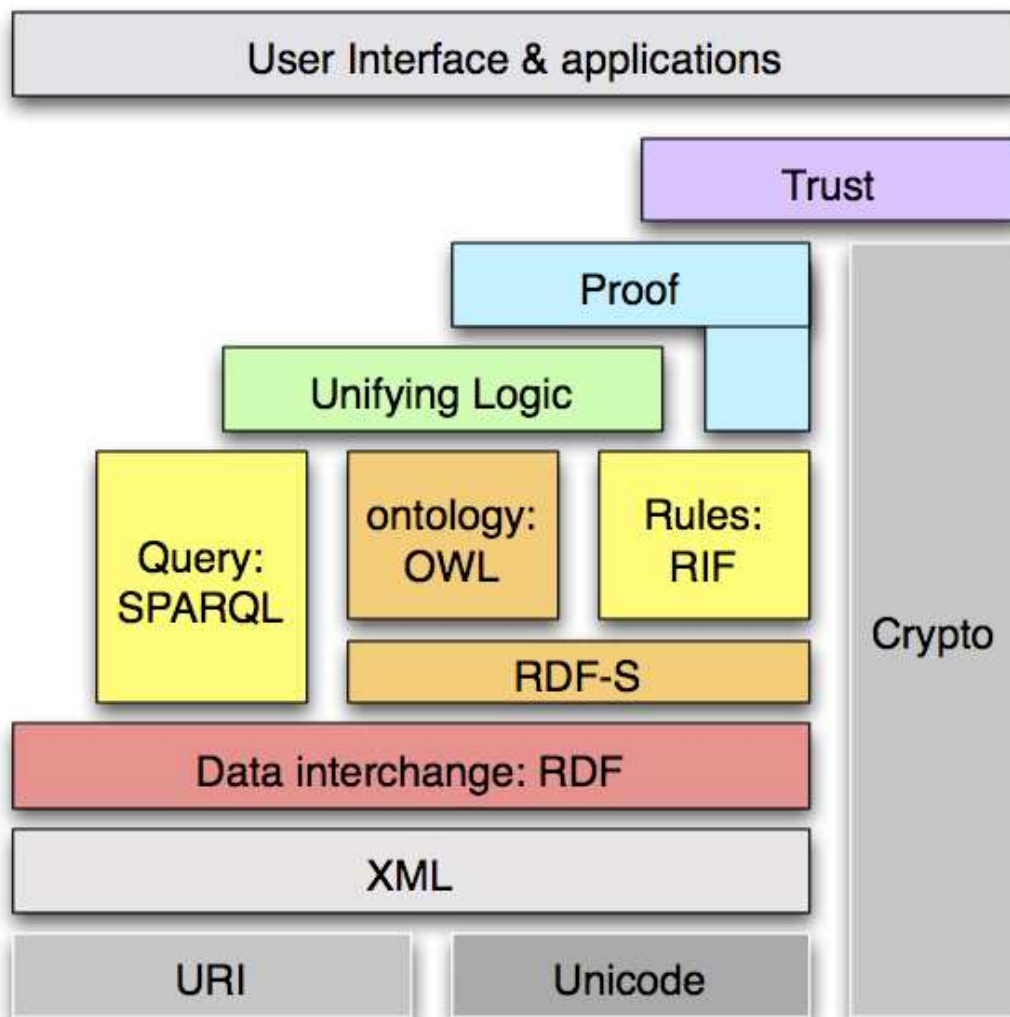 User Interface & applications
Trust
Proof
Unifying Logic
Query:
SPARQL
ontology:
OWL
Rules:
RIF
Crypto
RDF-S
Data interchange: RDF
XML
URI
Unicode